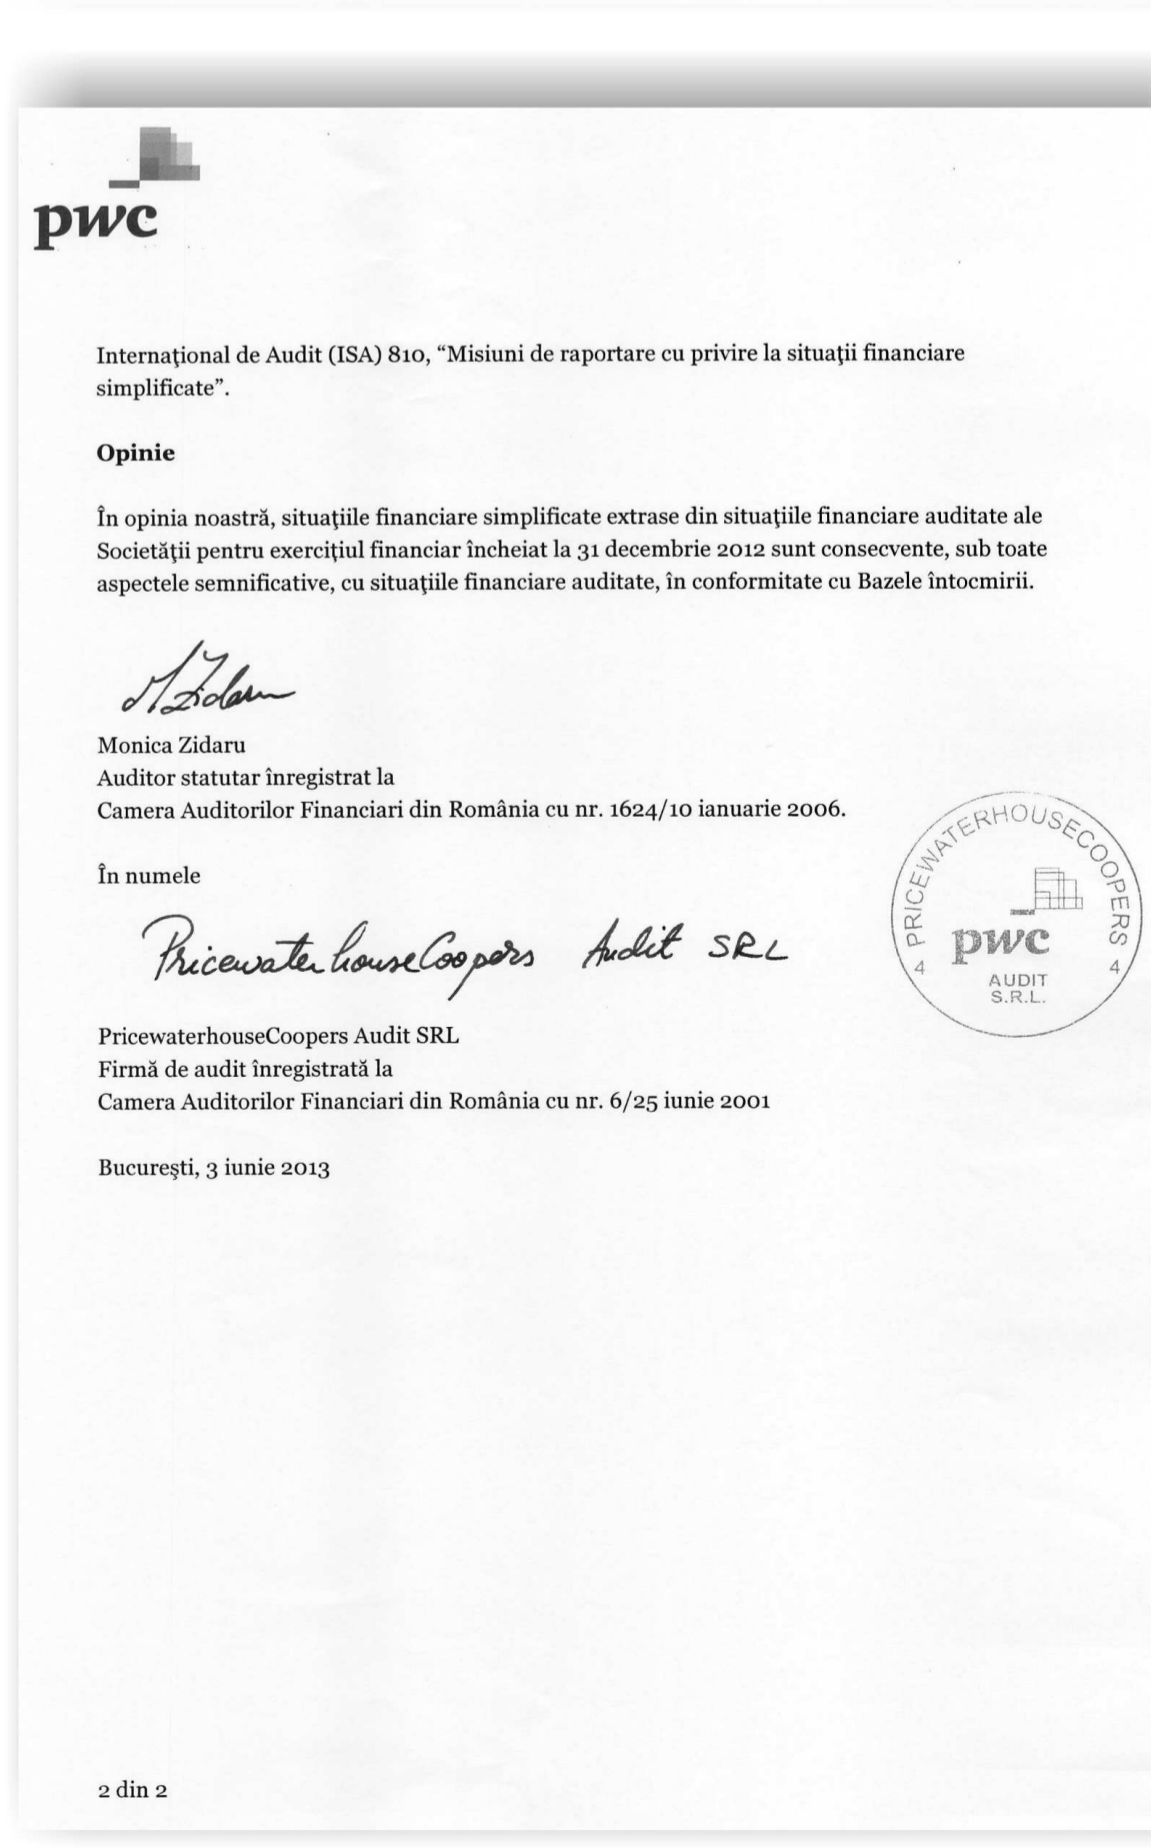 pwc
Internaţional de Audit (ISA) 810, “Misiuni de raportare cu privire la situaţii financiare
simplificate”.
Opinie
În opinia noastră, situaţiile financiare simplificate extrase din situaţiile financiare auditate ale
Societăţii pentru exerciţiul financiar încheiat la 31 decembrie 2012 sunt consecvente, sub toate
aspectele semnificative, cu situaţiile financiare auditate, în conformitate cu Bazele întocmirii.
MZidaru
Monica Zidaru
Auditor statutar înregistrat la
Camera Auditorilor Financiari din România cu nr. 1624/10 ianuarie 2006.
În numele
PricewaterhouseCoopers Audit SRL
PricewaterhouseCoopers Audit SRL
Firmă de audit înregistrată la
Camera Auditorilor Financiari din România cu nr. 6/25 iunie 2001
4 PRICEWATERHOUSECOOPERS 4
pwc
AUDIT
S.R.L.
Bucureşti, 3 iunie 2013
2 din 2